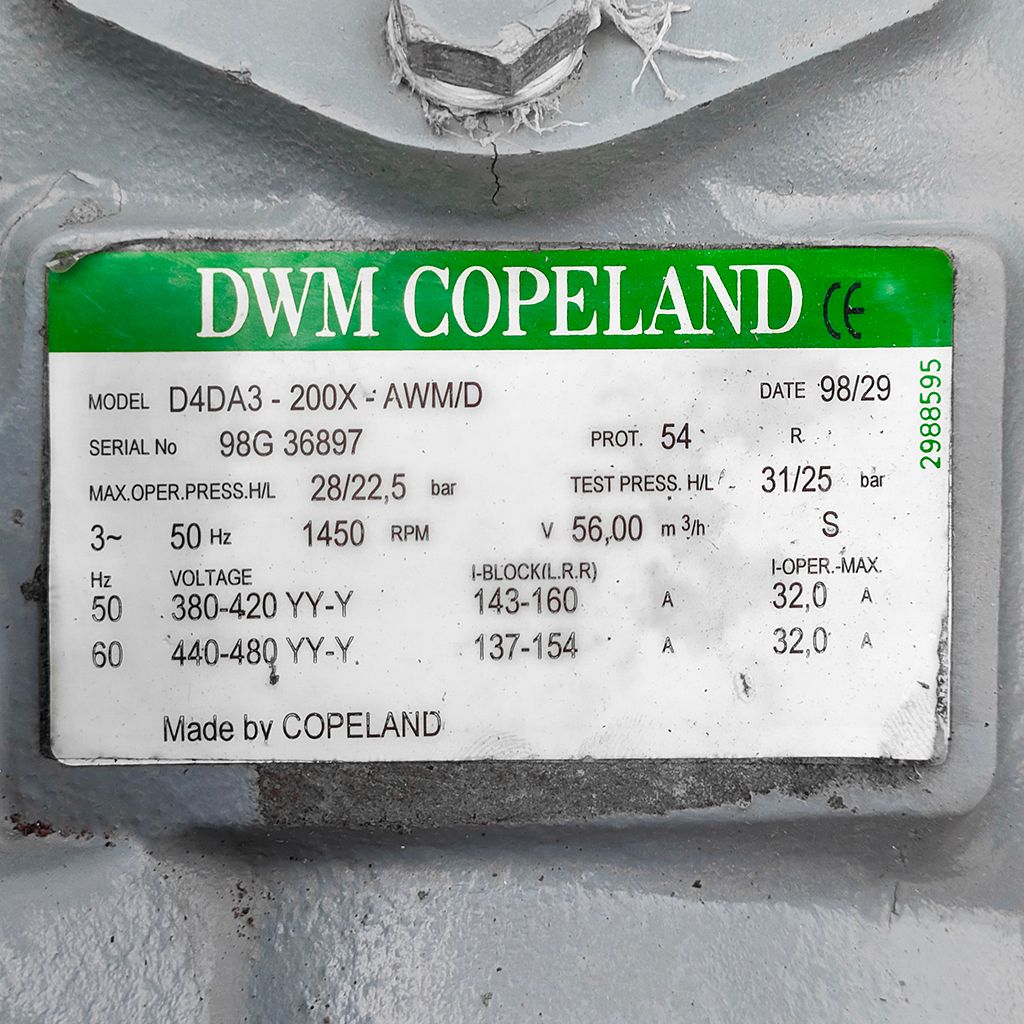 DWM COPELAND CE
MODEL D4DA3 - 200X - AWM/D DATE 98/29
2988595
SERIAL No 98G 36897 PROT. 54 R
MAX.OPER.PRESS.H/L 28/22,5 bar TEST PRESS. H/L 31/25 bar
3~ 50 Hz 1450 RPM V 56,00 m³/h S
Hz VOLTAGE I-BLOCK(L.R.R) I-OPER.-MAX.
50 380-420 YY-Y 143-160 A 32,0 A
60 440-480 YY-Y 137-154 A 32,0 A
Made by COPELAND